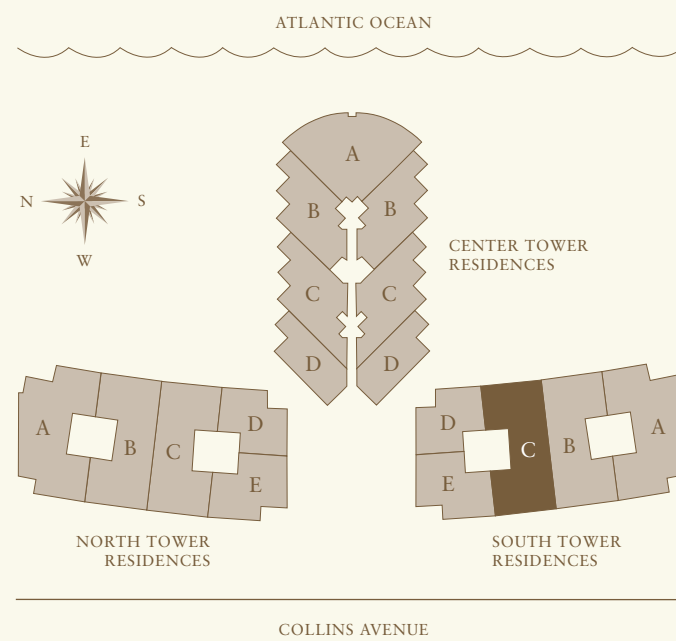 ATLANTIC OCEAN
E
N
S
W
A
B
B
C
C
D
D
CENTER TOWER
RESIDENCES
A
B
C
D
E
D
E
C
B
A
NORTH TOWER
RESIDENCES
SOUTH TOWER
RESIDENCES
COLLINS AVENUE